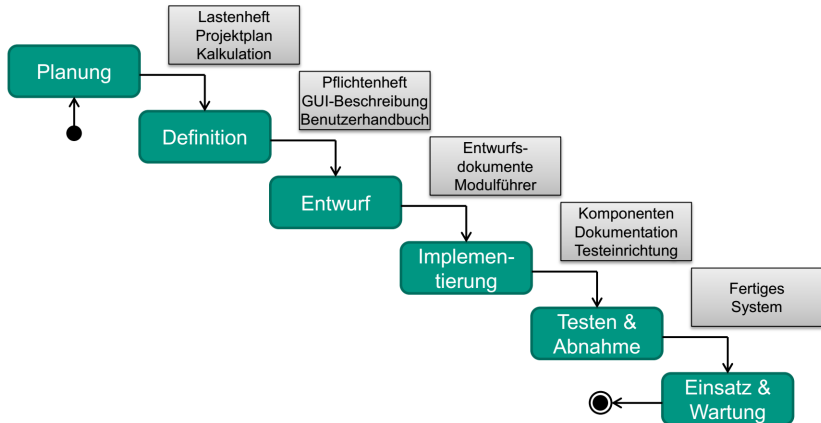 Lastenheft
Projektplan
Kalkulation
Planung
Pflichtenheft
GUI-Beschreibung
Benutzerhandbuch
Definition
Entwurfs-
dokumente
Modulführer
Entwurf
Komponenten
Dokumentation
Testeinrichtung
Implemen-
tierung
Fertiges
System
Testen &
Abnahme
Einsatz &
Wartung